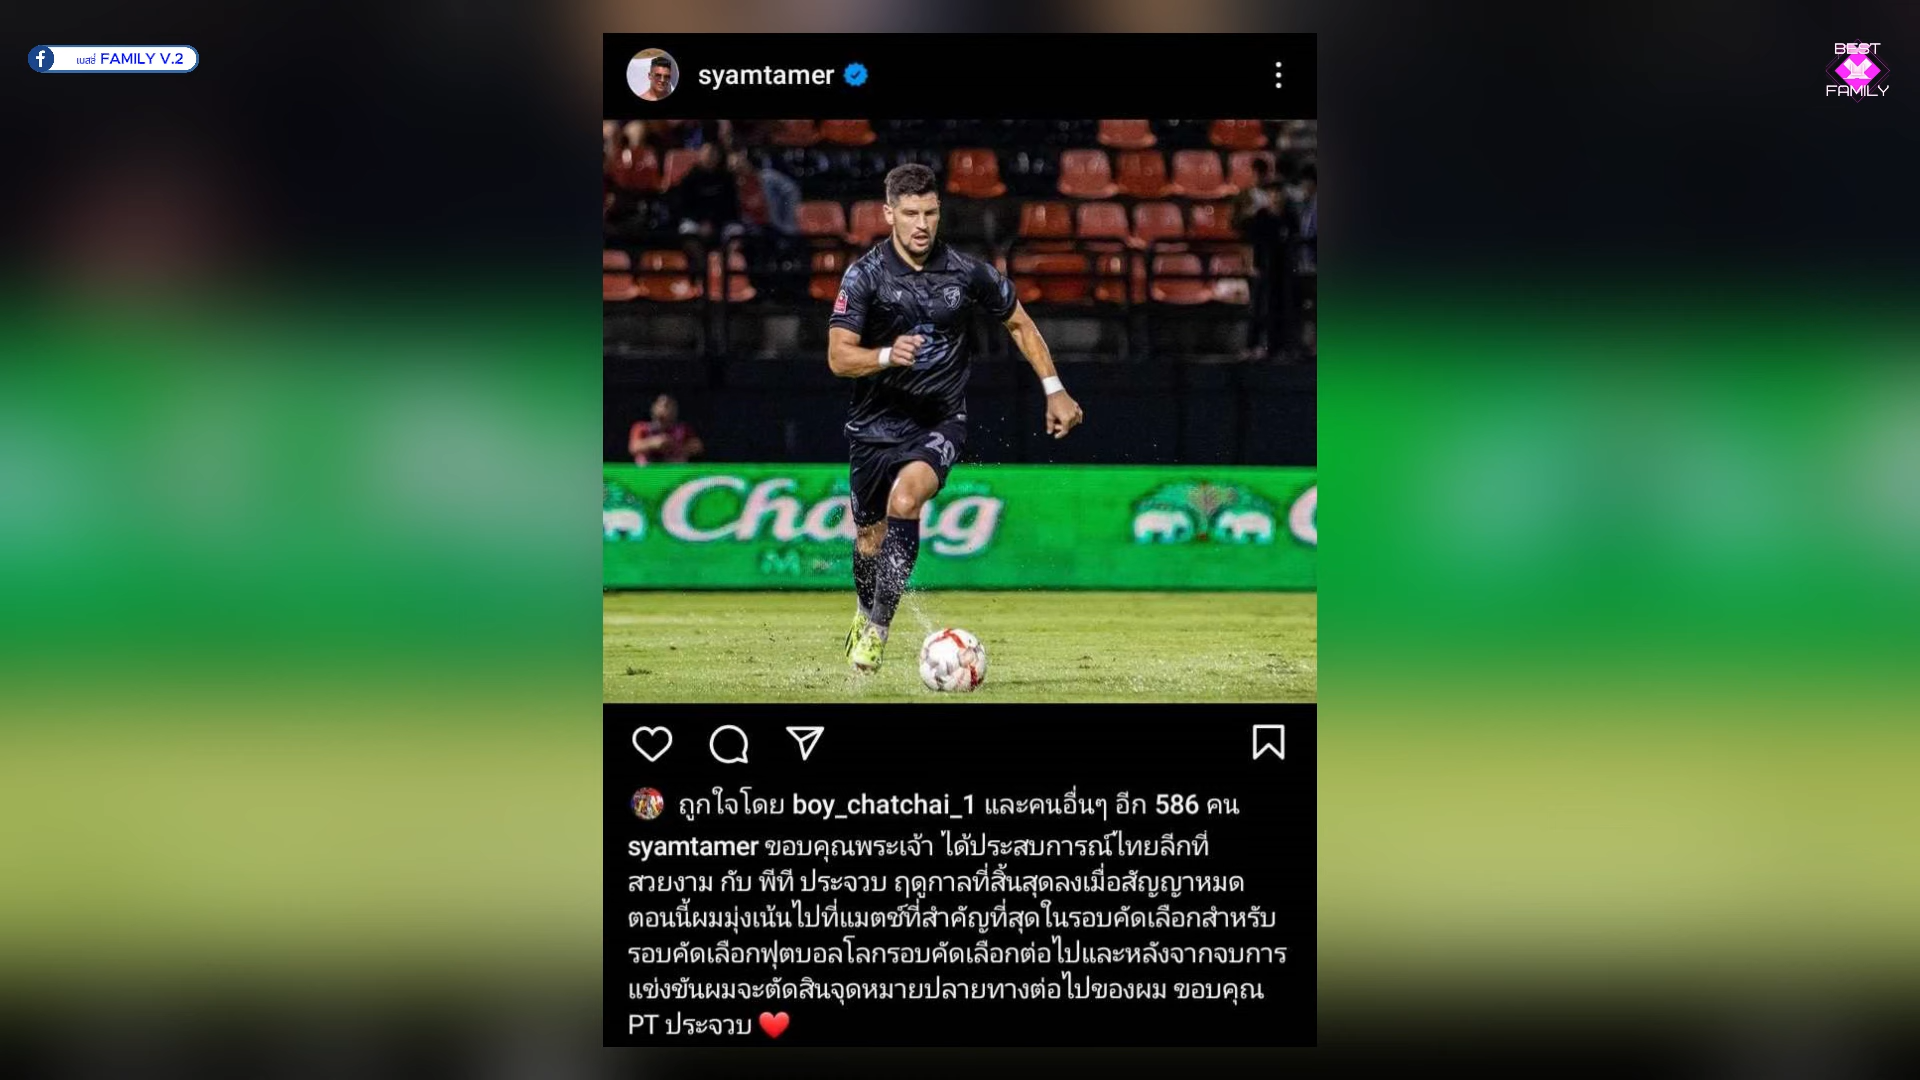 เบสซี่ FAMILY V.2
BEST
FAMILY
syamtamer
20
Chang
ถูกใจโดย boy_chatchai_1 และคนอื่นๆ อีก 586 คน
syamtamer ขอบคุณพระเจ้า ได้ประสบการณ์ไทยลีกที่
สวยงาม กับ พีที ประจวบ ฤดูกาลที่สิ้นสุดลงเมื่อสัญญาหมด
ตอนนี้ผมมุ่งเน้นไปที่แมตช์ที่สำคัญที่สุดในรอบคัดเลือกสำหรับ
รอบคัดเลือกฟุตบอลโลกรอบคัดเลือกต่อไปและหลังจากจบการ
แข่งขันผมจะตัดสินจุดหมายปลายทางต่อไปของผม ขอบคุณ
PT ประจวบ ❤️